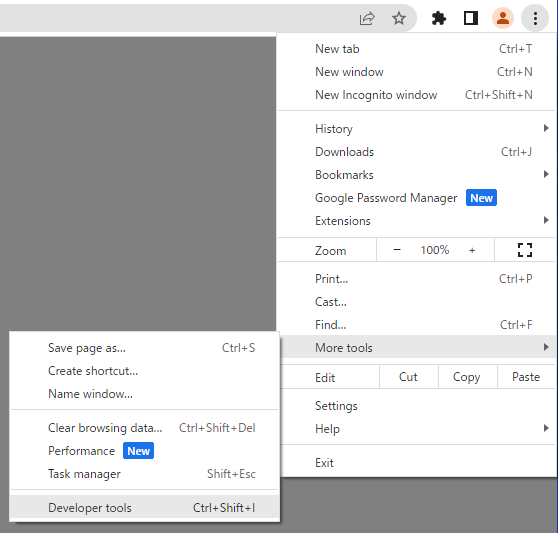 New tab Ctrl+T
New window Ctrl+N
New Incognito window Ctrl+Shift+N
History
Downloads Ctrl+J
Bookmarks
Google Password Manager New
Extensions
Zoom − 100% +
Print... Ctrl+P
Cast...
Find... Ctrl+F
More tools
Edit Cut Copy Paste
Settings
Help
Exit
Save page as... Ctrl+S
Create shortcut...
Name window...
Clear browsing data... Ctrl+Shift+Del
Performance New
Task manager Shift+Esc
Developer tools Ctrl+Shift+I